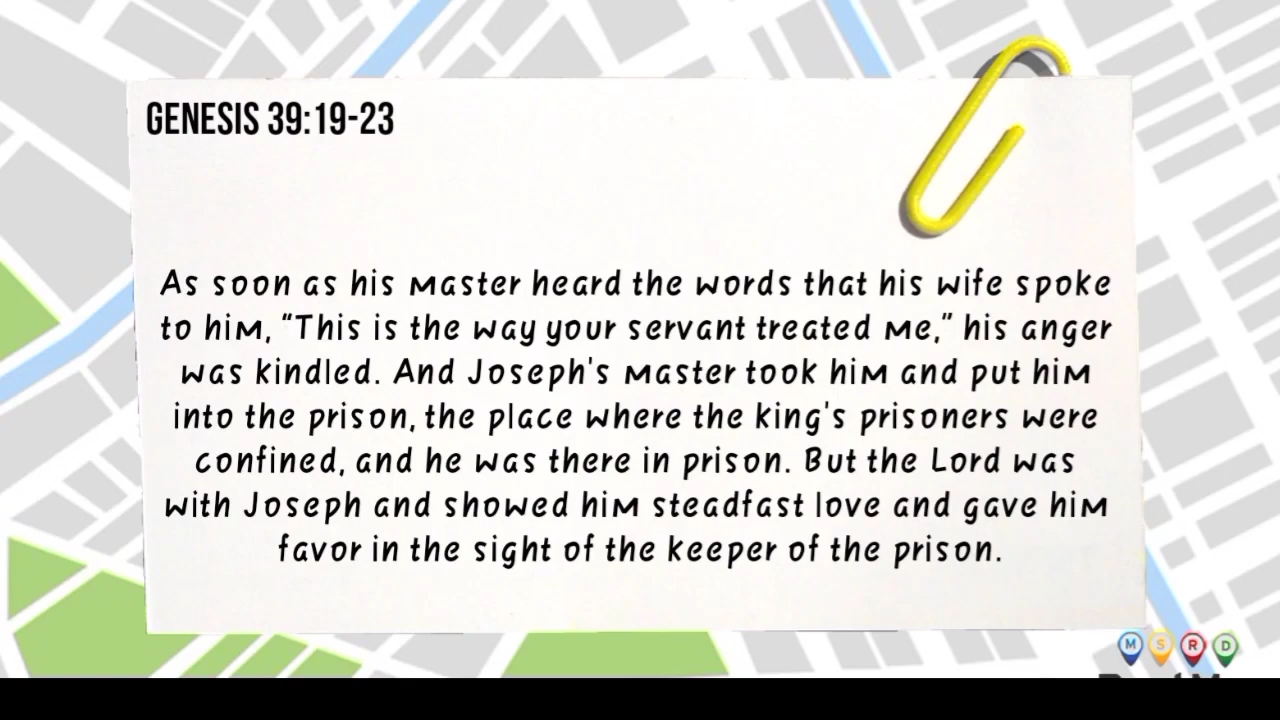 GENESIS 39:19-23
As soon as his master heard the words that his wife spoke
to him, “This is the way your servant treated me,” his anger
was kindled. And Joseph's master took him and put him
into the prison, the place where the king's prisoners were
confined, and he was there in prison. But the Lord was
with Joseph and showed him steadfast love and gave him
favor in the sight of the keeper of the prison.
M S R D